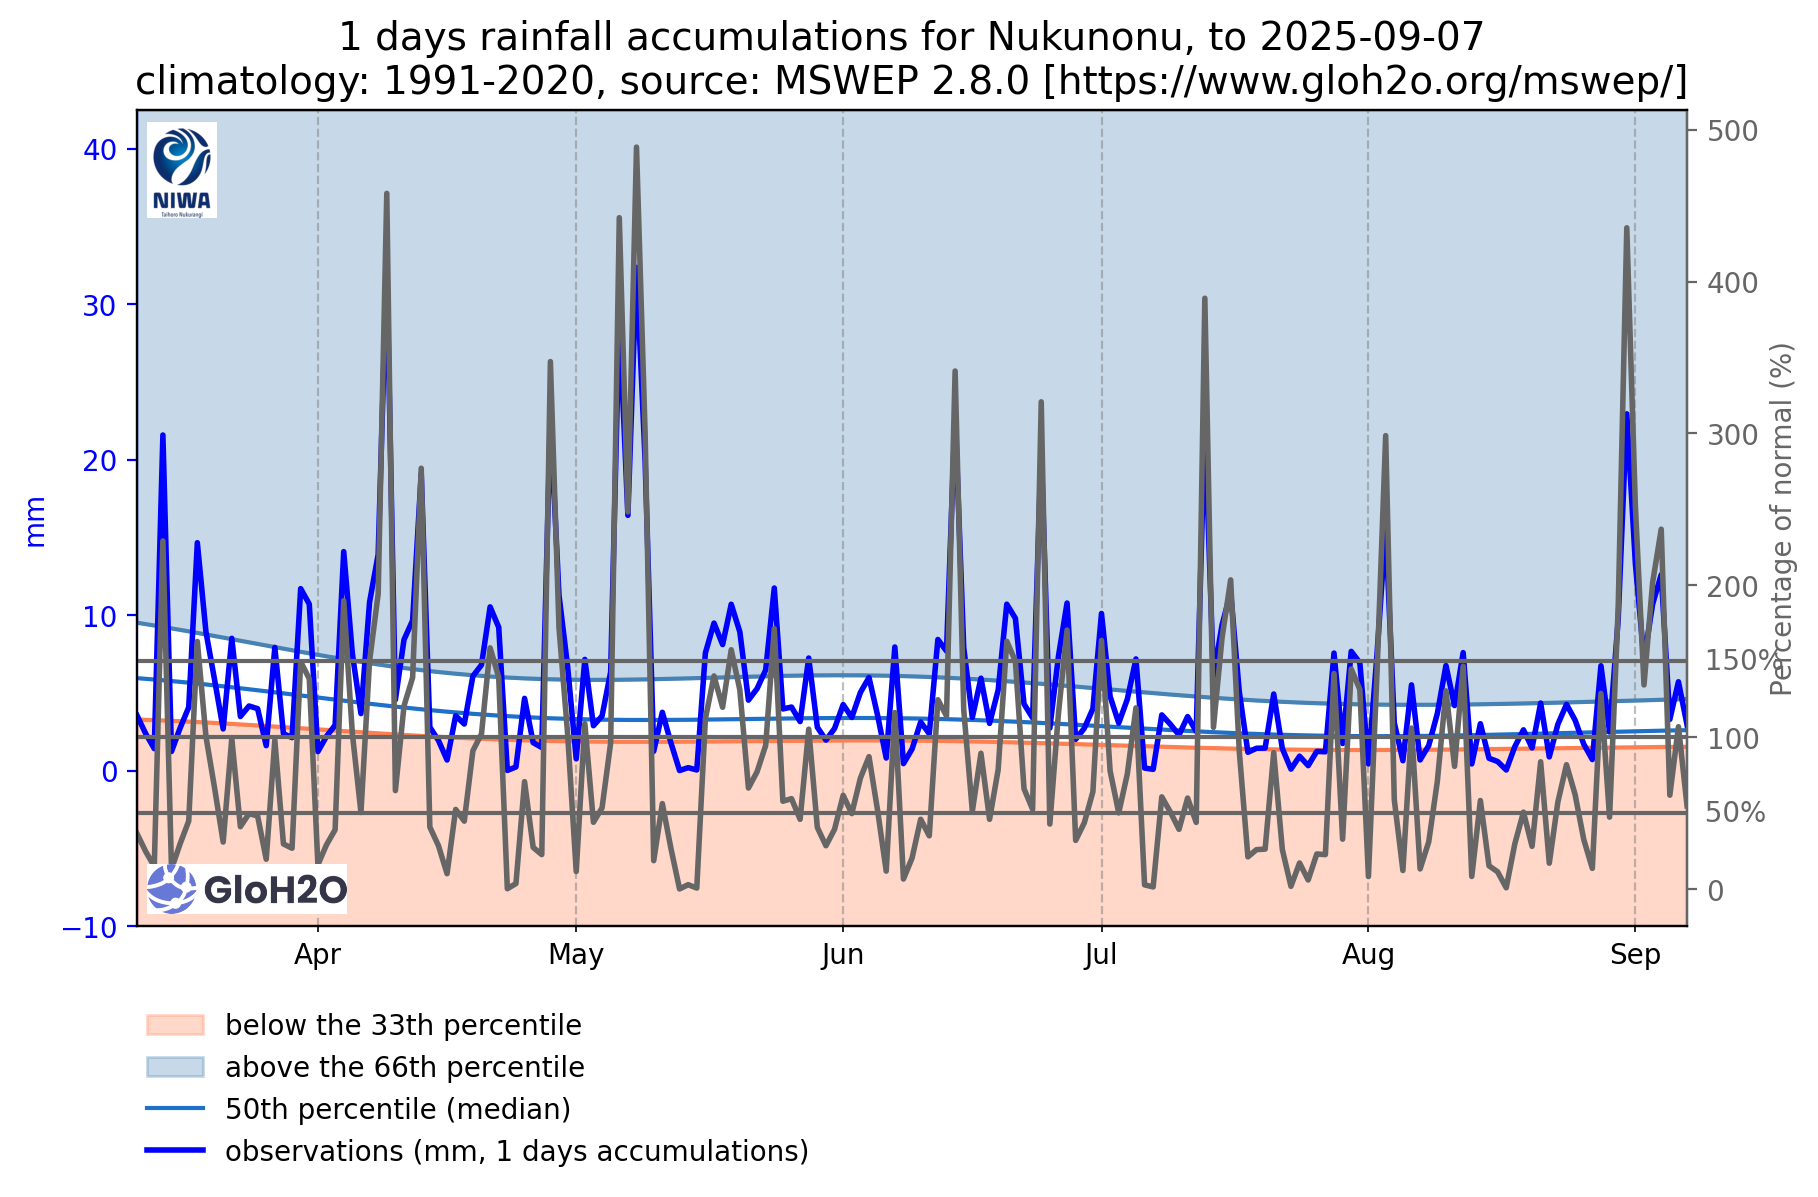 1 days rainfall accumulations for Nukunonu, to 2025-09-07
climatology: 1991-2020, source: MSWEP 2.8.0 [https://www.gloh2o.org/mswep/]
NIWA
Taihoro Nukurangi
40
30
20
10
0
−10
mm
500
400
300
200
150%
100
50%
0
Percentage of normal (%)
GloH2O
Apr
May
Jun
Jul
Aug
Sep
below the 33th percentile
above the 66th percentile
50th percentile (median)
observations (mm, 1 days accumulations)